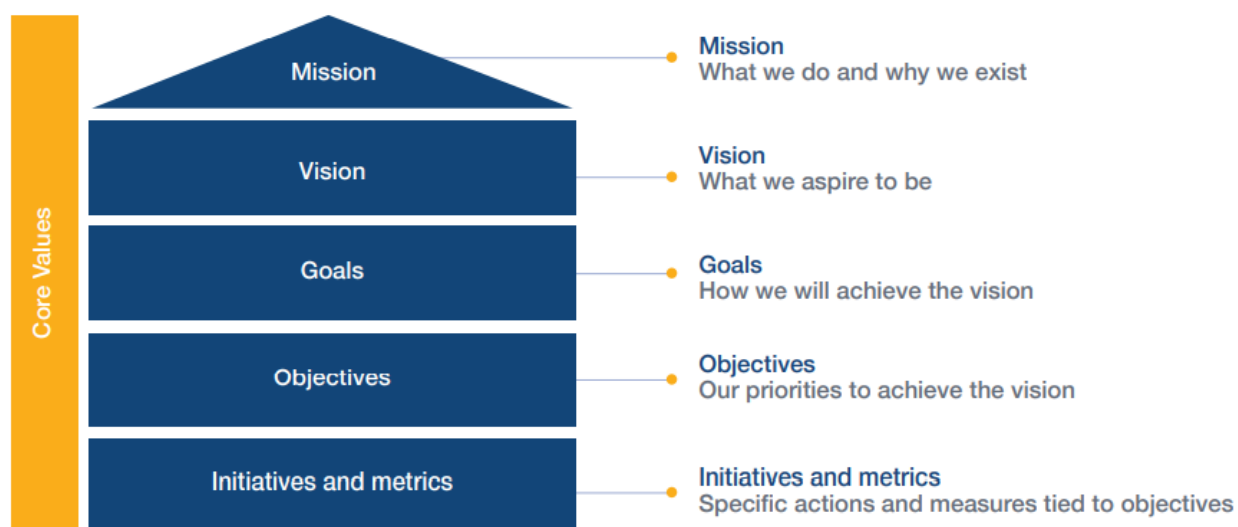 Core Values
Mission
Mission
What we do and why we exist
Vision
Vision
What we aspire to be
Goals
Goals
How we will achieve the vision
Objectives
Objectives
Our priorities to achieve the vision
Initiatives and metrics
Initiatives and metrics
Specific actions and measures tied to objectives